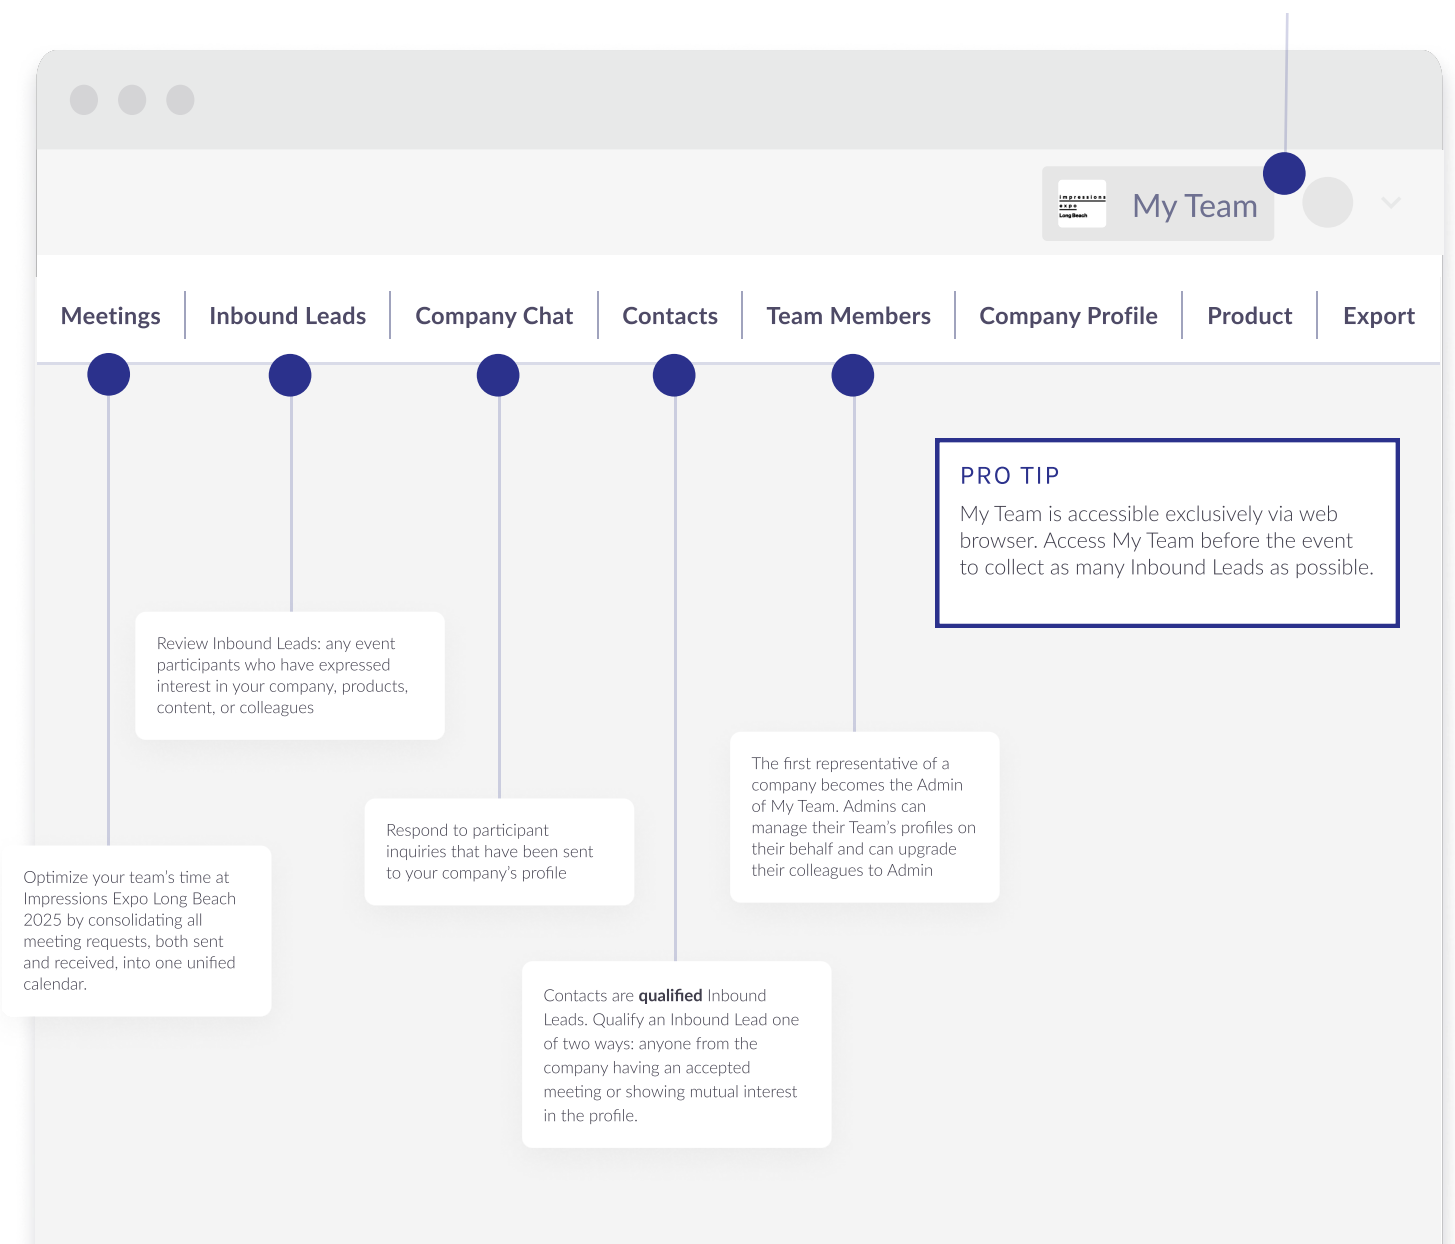 impressions
expo
Long Beach
My Team
Meetings
Inbound Leads
Company Chat
Contacts
Team Members
Company Profile
Product
Export
PRO TIP
My Team is accessible exclusively via web
browser. Access My Team before the event
to collect as many Inbound Leads as possible.
Review Inbound Leads: any event
participants who have expressed
interest in your company, products,
content, or colleagues
The first representative of a
company becomes the Admin
of My Team. Admins can
manage their Team’s profiles on
their behalf and can upgrade
their colleagues to Admin
Respond to participant
inquiries that have been sent
to your company’s profile
Optimize your team’s time at
Impressions Expo Long Beach
2025 by consolidating all
meeting requests, both sent
and received, into one unified
calendar.
Contacts are qualified Inbound
Leads. Qualify an Inbound Lead one
of two ways: anyone from the
company having an accepted
meeting or showing mutual interest
in the profile.